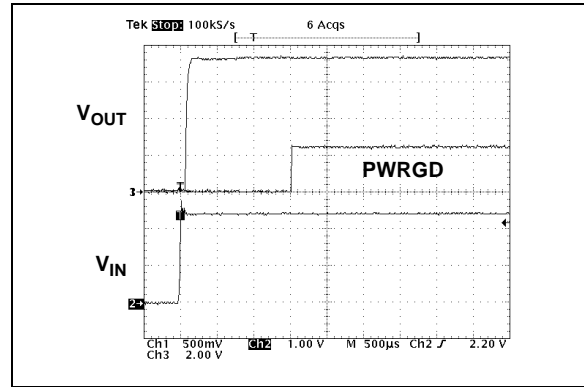 Tek Stop: 100kS/s 6 Acqs
[ T ]
VOUT
PWRGD
T
3→
T
VIN
2→
Ch1 500mV Ch2 1.00 V M 500µs Ch2 ∫ 2.20 V
Ch3 2.00 V